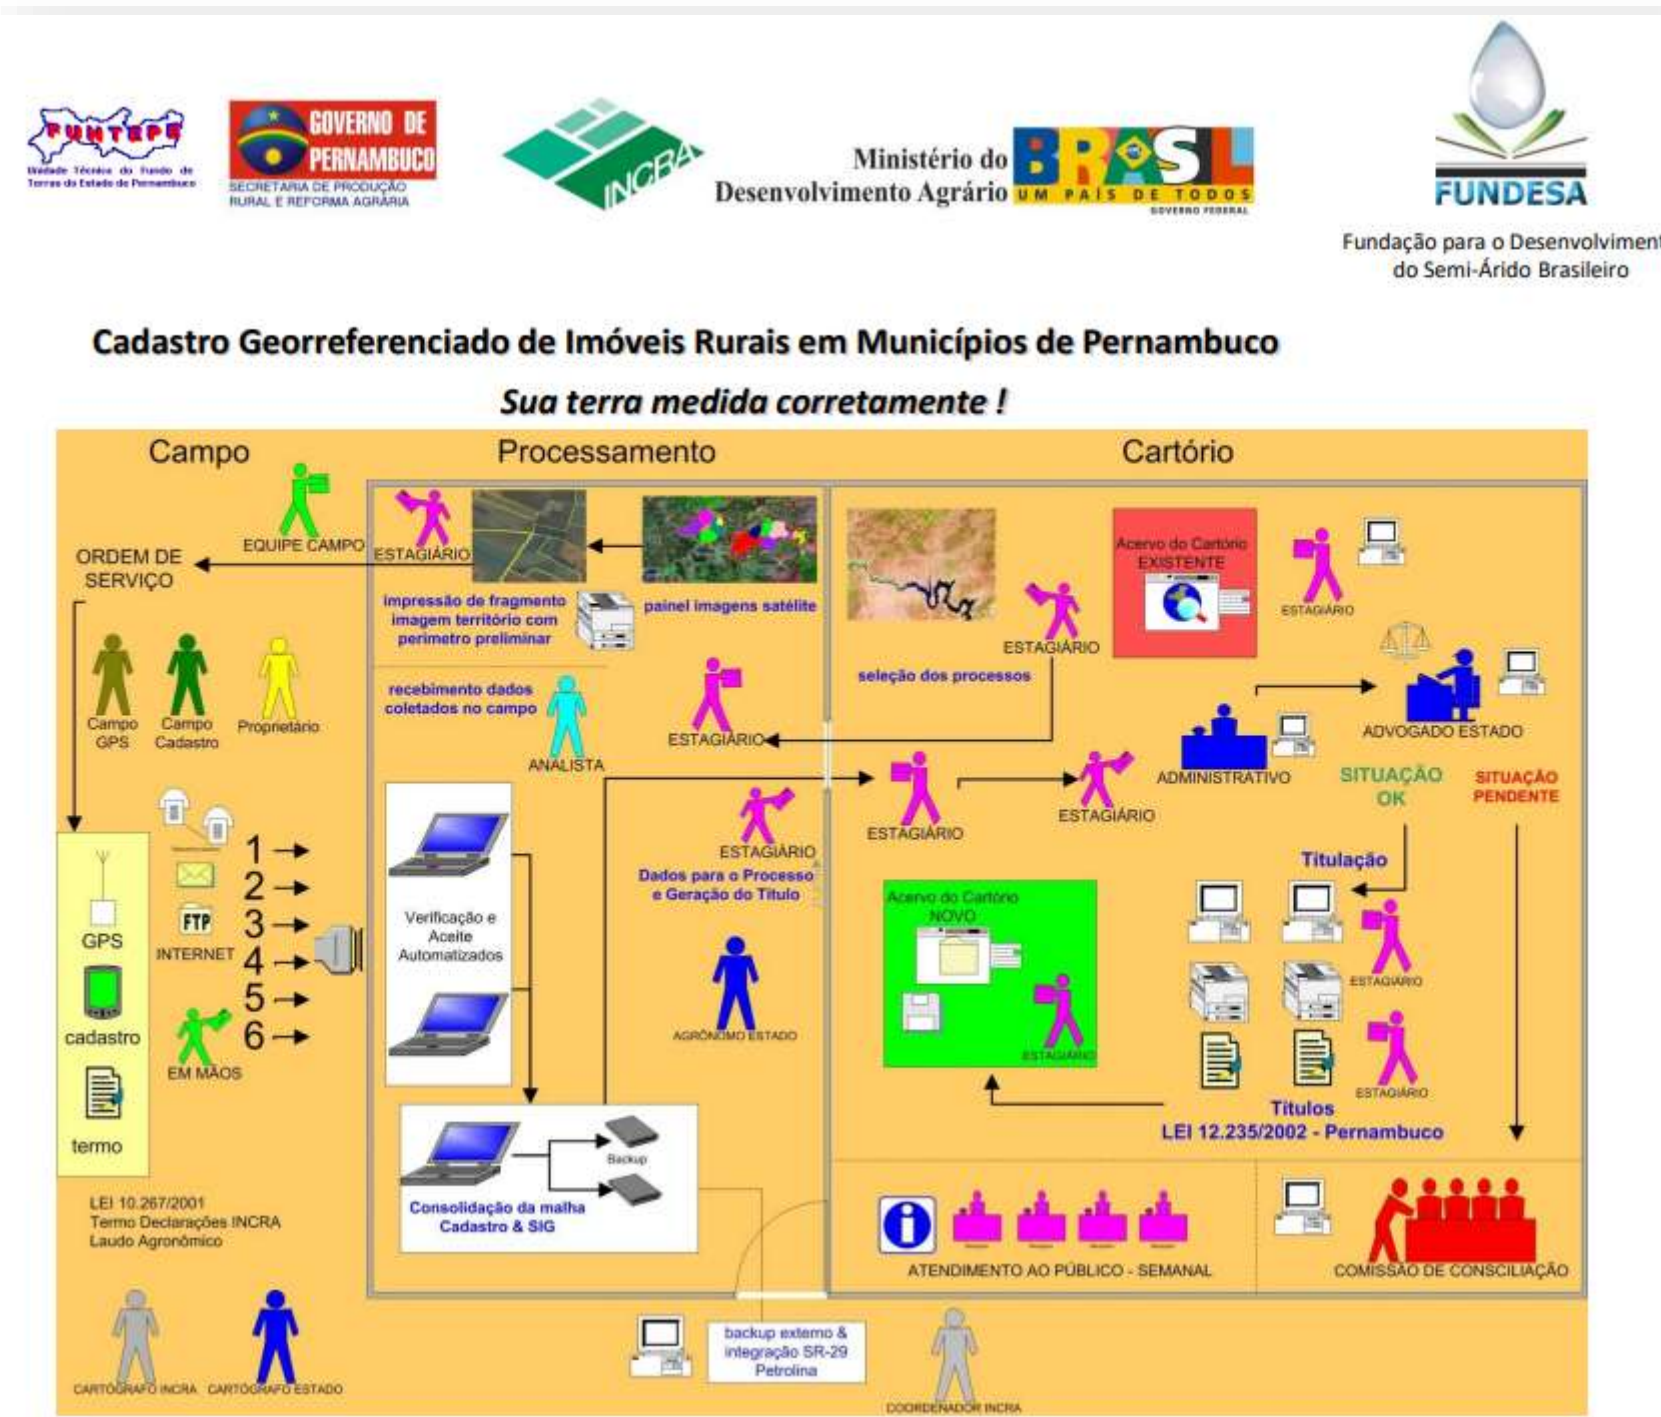 FUNTEPE
Unidade Técnica do Fundo de
Terras do Estado de Pernambuco
GOVERNO DE
PERNAMBUCO
SECRETARIA DE PRODUÇÃO
RURAL E REFORMA AGRÁRIA
INCRA
Ministério do
Desenvolvimento Agrário
BRASIL
UM PAÍS DE TODOS
GOVERNO FEDERAL
FUNDESA
Fundação para o Desenvolviment
do Semi-Árido Brasileiro
Cadastro Georreferenciado de Imóveis Rurais em Municípios de Pernambuco
Sua terra medida corretamente !
Campo
Processamento
Cartório
EQUIPE CAMPO
ORDEM DE
SERVIÇO
Campo
GPS
Campo
Cadastro
Proprietário
GPS
cadastro
termo
FTP
INTERNET
EM MÃOS
1
2
3
4
5
6
LEI 10.267/2001
Termo Declarações INCRA
Laudo Agronômico
CARTÓGRAFO INCRA
CARTÓGRAFO ESTADO
ESTAGIÁRIO
impressão de fragmento
imagem território com
perímetro preliminar
painel imagens satélite
recebimento dados
coletados no campo
ANALISTA
ESTAGIÁRIO
Verificação e
Aceite
Automatizados
ESTAGIÁRIO
Dados para o Processo
e Geração do Título
AGRÔNOMO ESTADO
Backup
Consolidação da malha
Cadastro & SIG
backup externo &
integração SR-29
Petrolina
COORDENADOR INCRA
seleção dos processos
ESTAGIÁRIO
Acervo do Cartório
EXISTENTE
ESTAGIÁRIO
ADVOGADO ESTADO
ADMINISTRATIVO
ESTAGIÁRIO
ESTAGIÁRIO
SITUAÇÃO
OK
SITUAÇÃO
PENDENTE
Titulação
Acervo do Cartório
NOVO
ESTAGIÁRIO
ESTAGIÁRIO
ESTAGIÁRIO
Títulos
LEI 12.235/2002 - Pernambuco
i
ATENDIMENTO AO PÚBLICO - SEMANAL
COMISSÃO DE CONSCILIAÇÃO